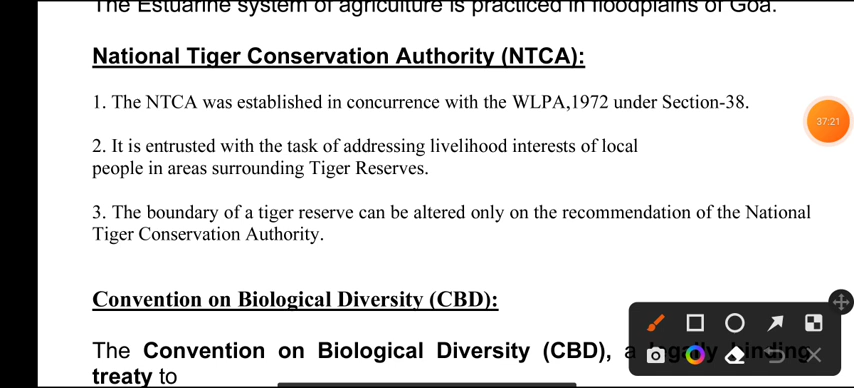 The Estuarine system of agriculture is practiced in floodplains of Goa.
National Tiger Conservation Authority (NTCA):
1. The NTCA was established in concurrence with the WLPA,1972 under Section-38.
37:21
2. It is entrusted with the task of addressing livelihood interests of local
people in areas surrounding Tiger Reserves.
3. The boundary of a tiger reserve can be altered only on the recommendation of the National
Tiger Conservation Authority.
Convention on Biological Diversity (CBD):
The Convention on Biological Diversity (CBD), a legally binding
treaty to